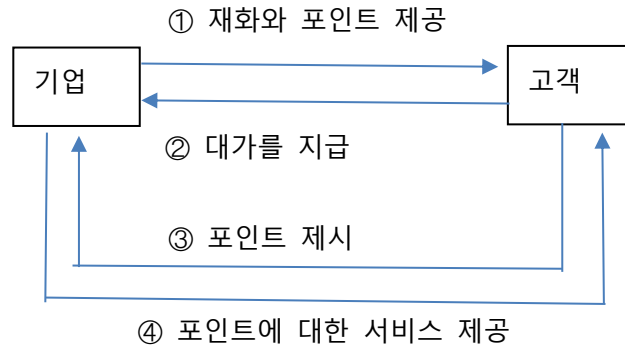 ① 재화와 포인트 제공
기업
고객
② 대가를 지급
③ 포인트 제시
④ 포인트에 대한 서비스 제공